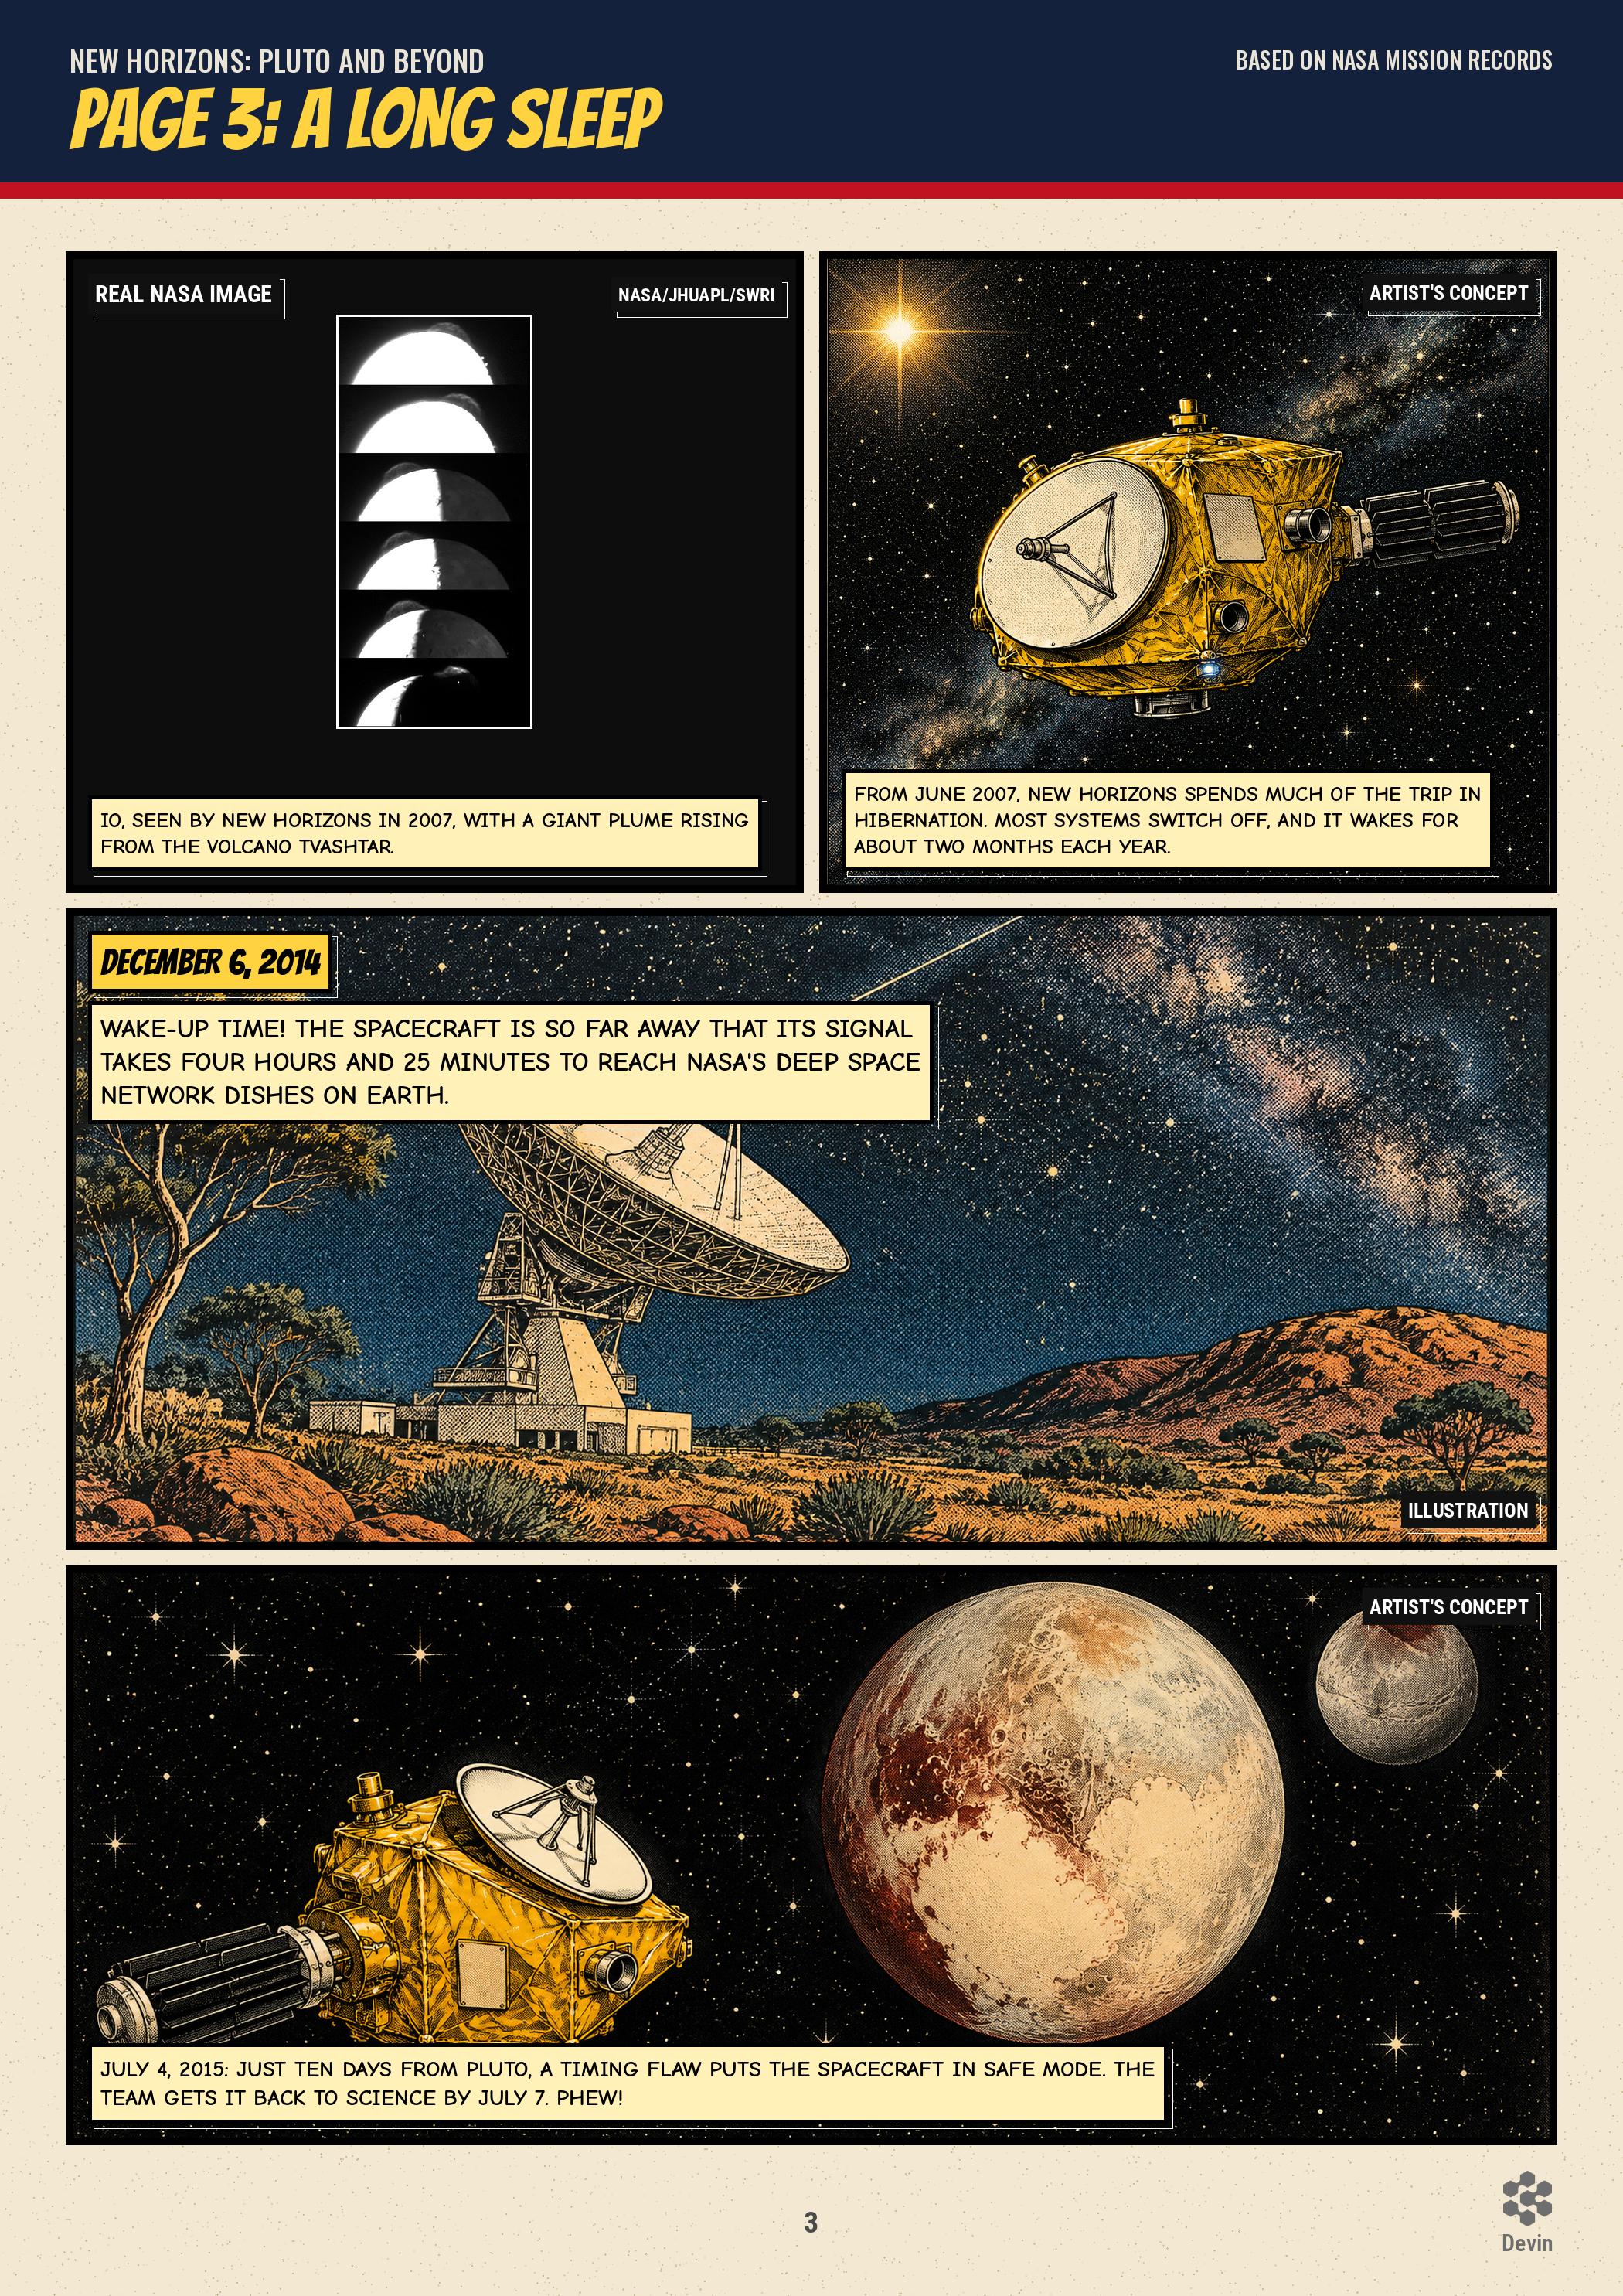 NEW HORIZONS: PLUTO AND BEYOND
BASED ON NASA MISSION RECORDS
PAGE 3: A LONG SLEEP
REAL NASA IMAGE
NASA/JHUAPL/SWRI
IO, SEEN BY NEW HORIZONS IN 2007, WITH A GIANT PLUME RISING
FROM THE VOLCANO TVASHTAR.
ARTIST'S CONCEPT
FROM JUNE 2007, NEW HORIZONS SPENDS MUCH OF THE TRIP IN
HIBERNATION. MOST SYSTEMS SWITCH OFF, AND IT WAKES FOR
ABOUT TWO MONTHS EACH YEAR.
DECEMBER 6, 2014
WAKE-UP TIME! THE SPACECRAFT IS SO FAR AWAY THAT ITS SIGNAL
TAKES FOUR HOURS AND 25 MINUTES TO REACH NASA'S DEEP SPACE
NETWORK DISHES ON EARTH.
ILLUSTRATION
ARTIST'S CONCEPT
JULY 4, 2015: JUST TEN DAYS FROM PLUTO, A TIMING FLAW PUTS THE SPACECRAFT IN SAFE MODE. THE
TEAM GETS IT BACK TO SCIENCE BY JULY 7. PHEW!
3
Devin